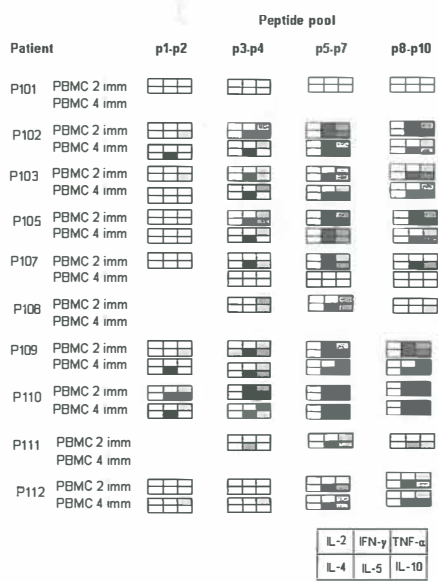 Peptide pool
Patient p1-p2 p3-p4 p5-p7 p8-p10
P101 PBMC 2 imm
PBMC 4 imm
P102 PBMC 2 imm
PBMC 4 imm
P103 PBMC 2 imm
PBMC 4 imm
P105 PBMC 2 imm
PBMC 4 imm
P107 PBMC 2 imm
PBMC 4 imm
P108 PBMC 2 imm
PBMC 4 imm
P109 PBMC 2 imm
PBMC 4 imm
P110 PBMC 2 imm
PBMC 4 imm
P111 PBMC 2 imm
PBMC 4 imm
P112 PBMC 2 imm
PBMC 4 imm
IL-2 IFN-γ TNF-α
IL-4 IL-5 IL-10